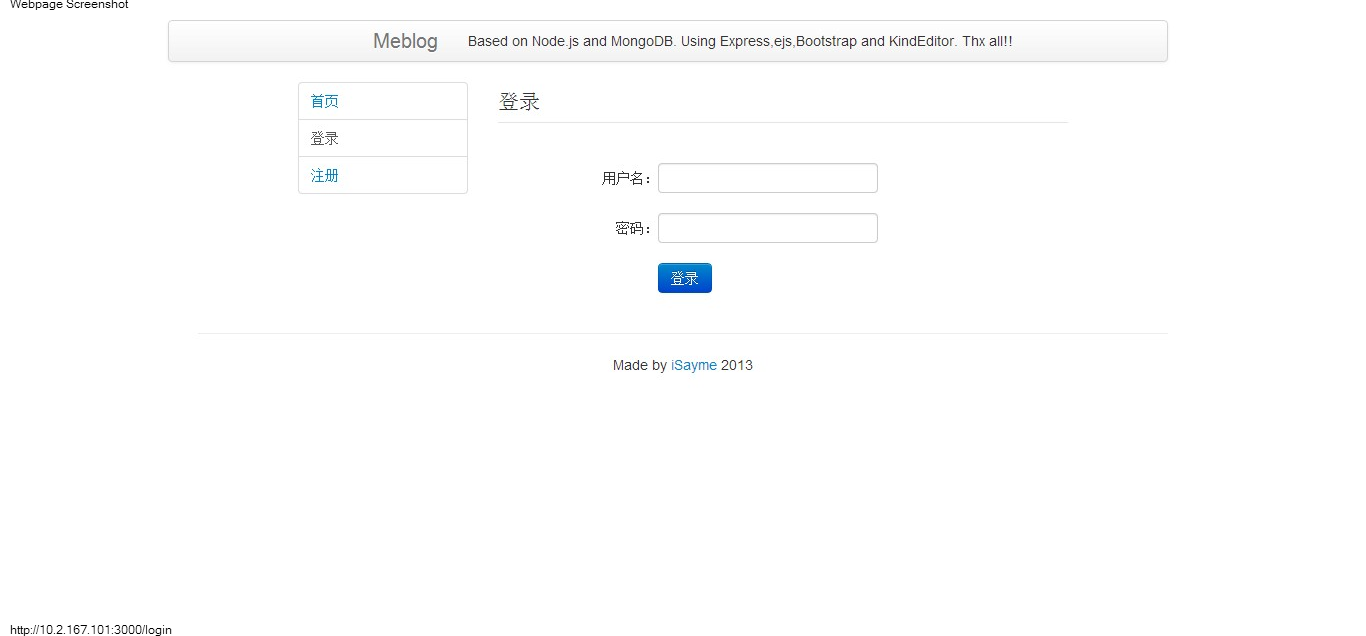 Webpage Screenshot
Meblog Based on Node.js and MongoDB. Using Express,ejs,Bootstrap and KindEditor. Thx all!!
首页
登录
注册
登录
用户名：
密码：
登录
Made by iSayme 2013
http://10.2.167.101:3000/login